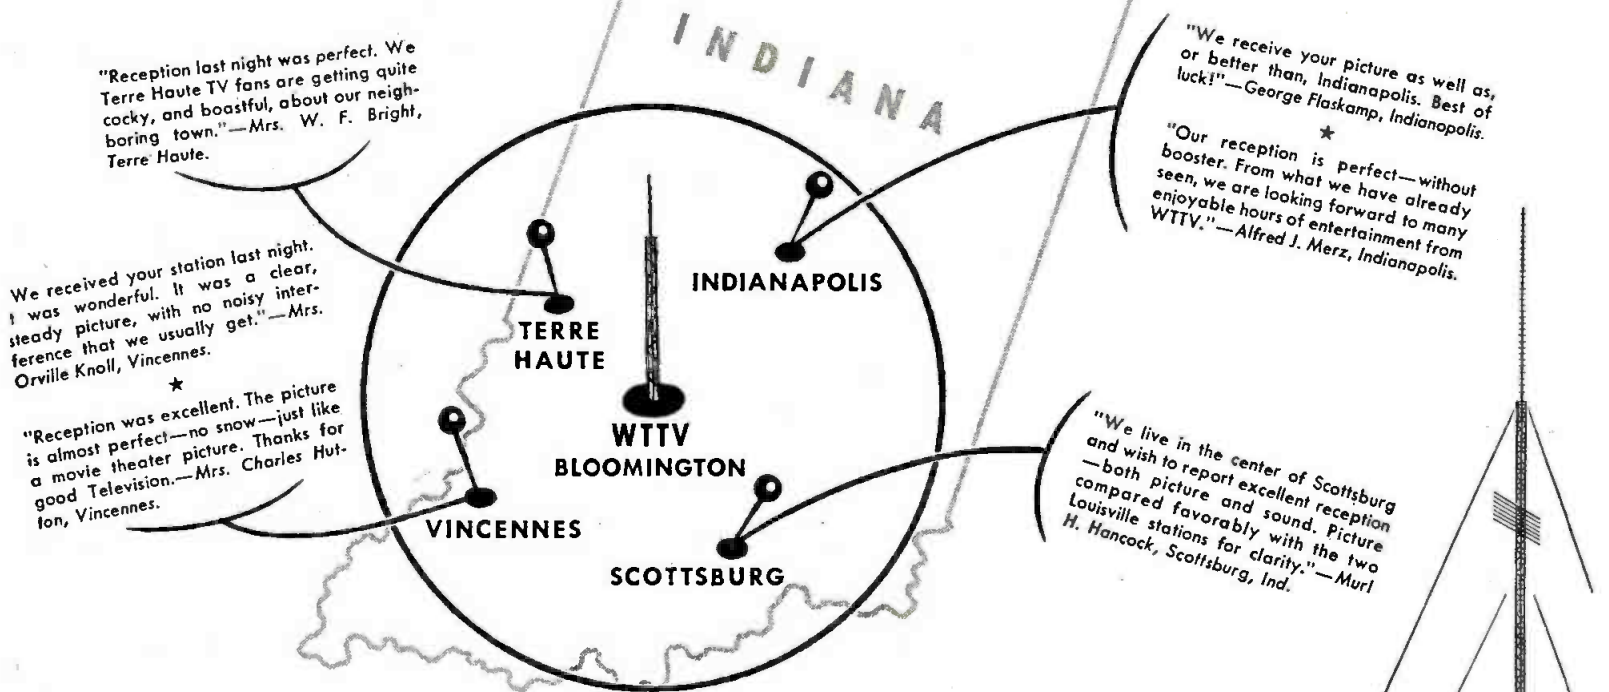 INDIANA
"Reception last night was perfect. We
Terre Haute TV fans are getting quite
cocky, and boastful, about our neigh-
boring town."—Mrs. W. F. Bright,
Terre Haute.
We received your station last night.
t was wonderful. It was a clear,
steady picture, with no noisy inter-
ference that we usually get."—Mrs.
Orville Knoll, Vincennes.
★
"Reception was excellent. The picture
is almost perfect—no snow—just like
a movie theater picture. Thanks for
good Television.—Mrs. Charles Hut-
ton, Vincennes.
"We receive your picture as well as,
or better than, Indianapolis. Best of
luck!"—George Flaskamp, Indianopolis.
★
"Our reception is perfect—without
booster. From what we have already
seen, we are looking forward to many
enjoyable hours of entertainment from
WTTV."—Alfred J. Merz, Indianapolis.
INDIANAPOLIS
TERRE
HAUTE
WTTV
BLOOMINGTON
VINCENNES
SCOTTSBURG
"We live in the center of Scottsburg
and wish to report excellent reception
—both picture and sound. Picture
compared favorably with the two
Louisville stations for clarity."—Murl
H. Hancock, Scottsburg, Ind.